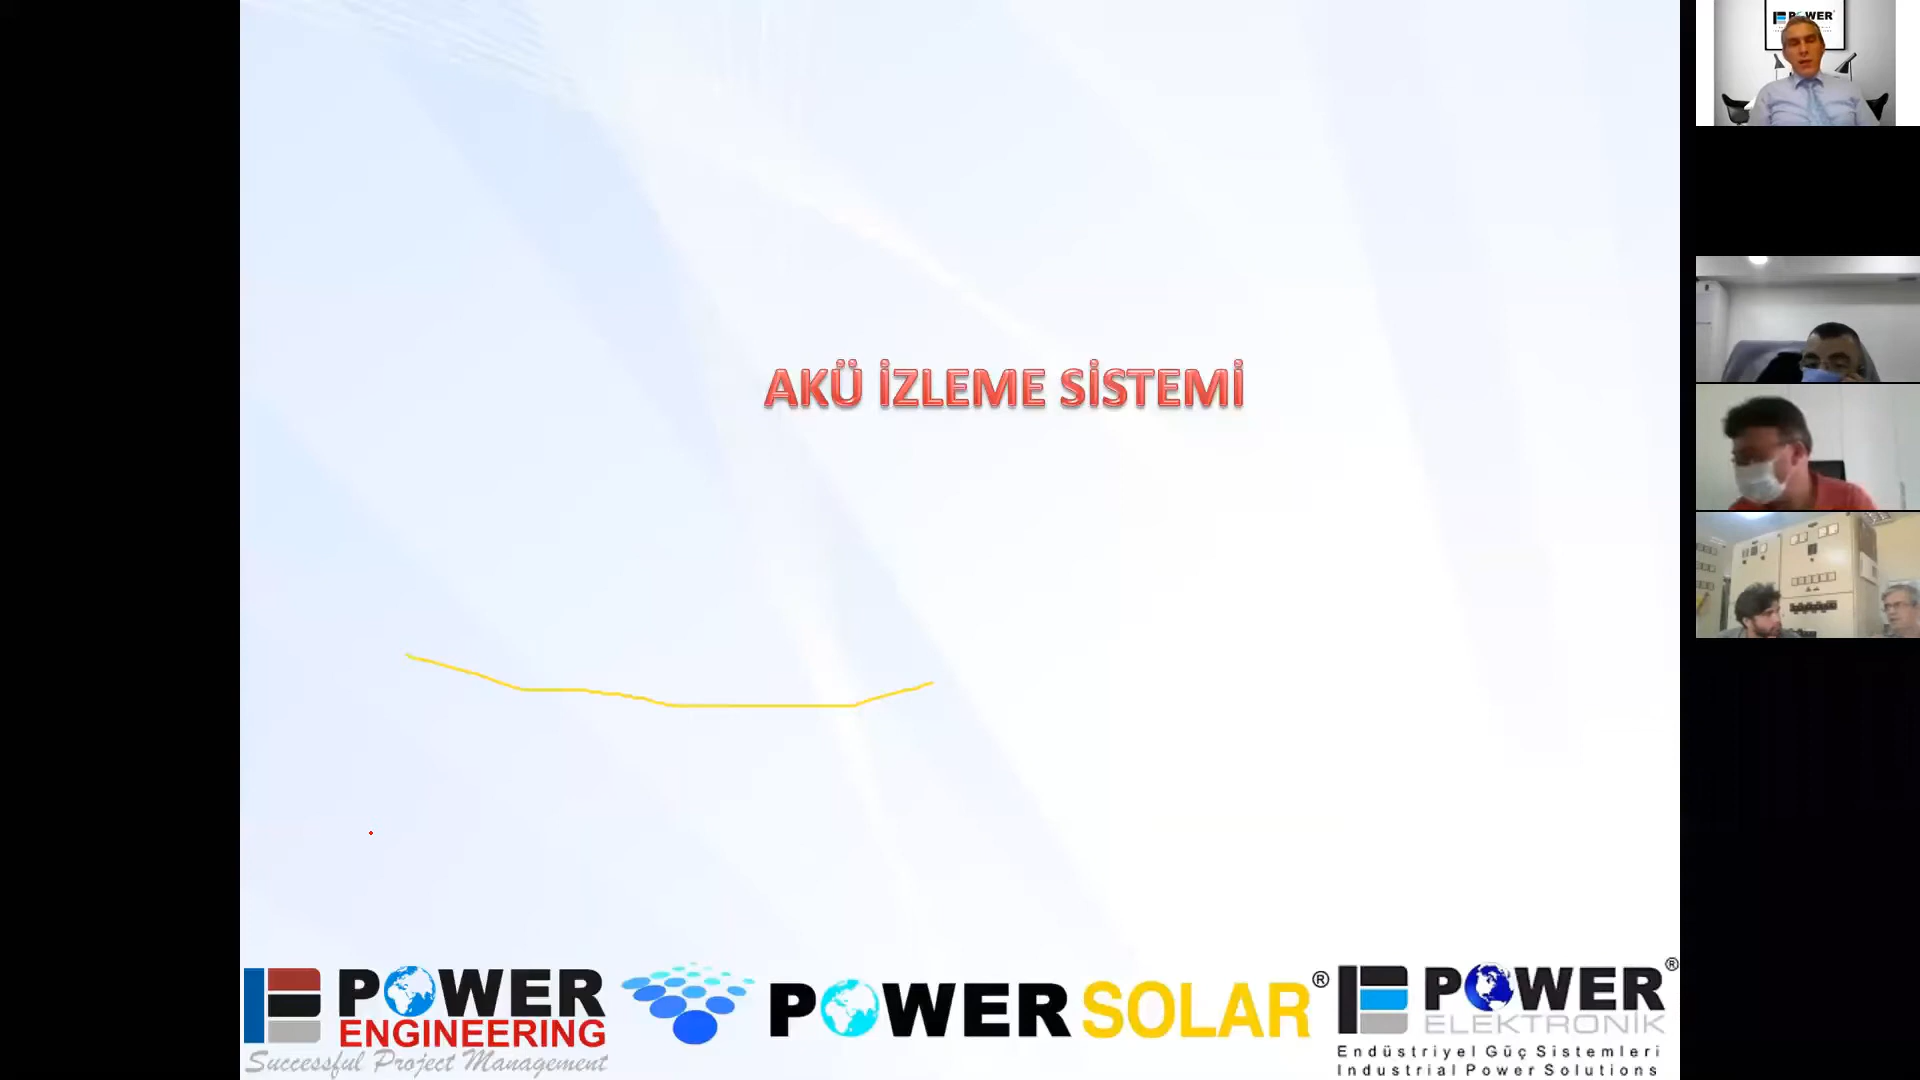 AKÜ İZLEME SİSTEMİ
POWER
ENGINEERING
Successful Project Management
POWER SOLAR®
POWER®
ELEKTRONİK
Endüstriyel Güç Sistemleri
Industrial Power Solutions
POWER